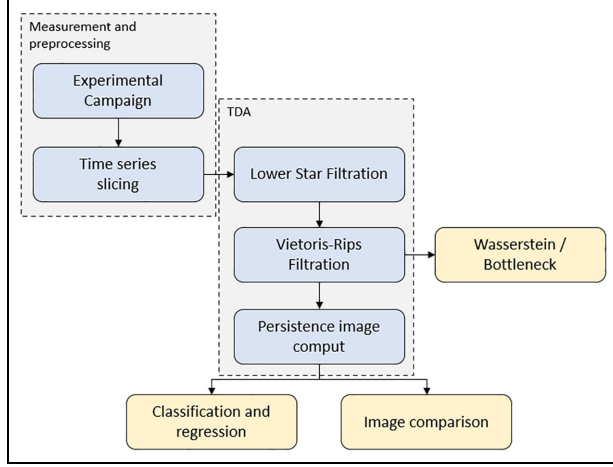 Measurement and
preprocessing
Experimental
Campaign
Time series
slicing
TDA
Lower Star Filtration
Vietoris-Rips
Filtration
Wasserstein /
Bottleneck
Persistence image
comput
Classification and
regression
Image comparison